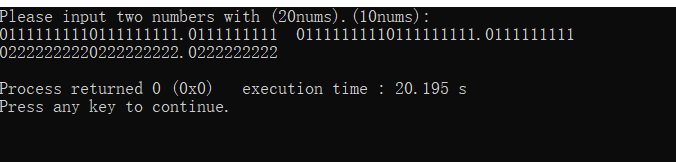 Please input two numbers with (20nums).(10nums):
01111111110111111111.0111111111  01111111110111111111.0111111111
02222222220222222222.0222222222
Process returned 0 (0x0)   execution time : 20.195 s
Press any key to continue.